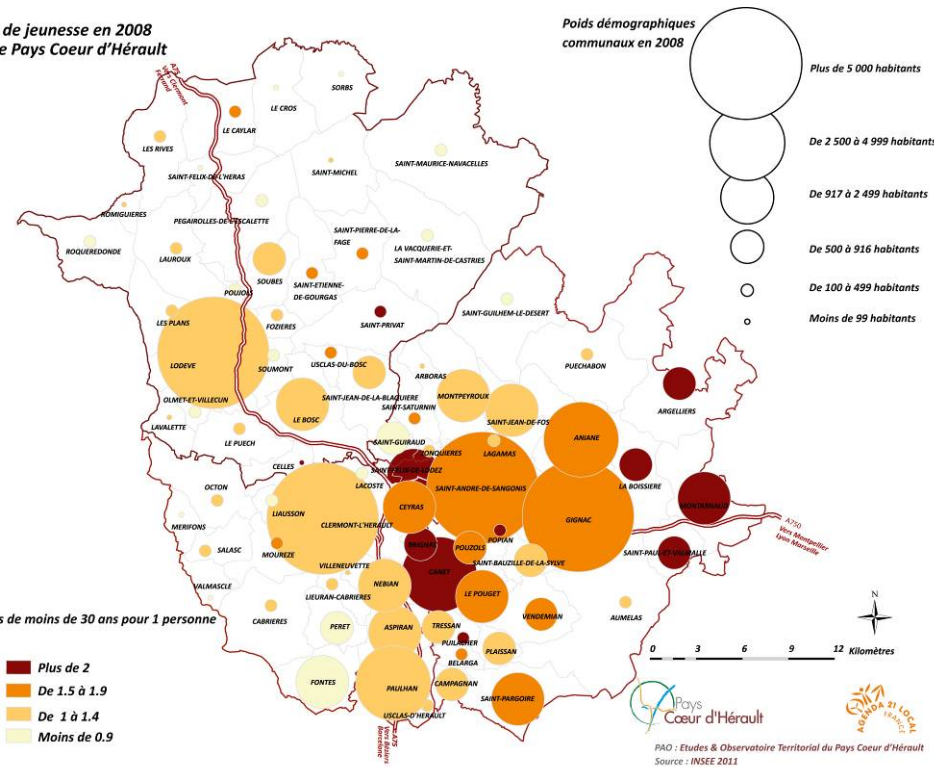 de jeunesse en 2008
e Pays Coeur d'Hérault
Poids démographiques
communaux en 2008
Plus de 5 000 habitants
De 2 500 à 4 999 habitants
De 917 à 2 499 habitants
De 500 à 916 habitants
De 100 à 499 habitants
Moins de 99 habitants
A75
Vers Clermont
Ferrand
SORBS
LE CROS
LE CAYLAR
LES RIVES
SAINT-MAURICE-NAVACELLES
SAINT-MICHEL
SAINT-FELIX-DE-L'HERAS
ROMIGUIERES
PEGAIROLLES-DE-L'ESCALETTE
SAINT-PIERRE-DE-LA-
FAGE
ROQUEREDONDE
LAUROUX
LA VACQUERIE-ET-
SAINT-MARTIN-DE-CASTRIES
SOUBES
SAINT-ETIENNE-
DE-GOURGAS
POUJOLS
SAINT-GUILHEM-LE-DESERT
LES PLANS
FOZIERES
SAINT-PRIVAT
LODEVE
SOUMONT
USCLAS-DU-BOSC
PUECHABON
ARBORAS
SAINT-JEAN-DE-LA-BLAQUIERE
MONTPEYROUX
ARGELLIERS
OLMET-ET-VILLECUN
SAINT-SATURNIN
LE BOSC
SAINT-JEAN-DE-FOS
LAVALETTE
LE PUECH
SAINT-GUIRAUD
ANIANE
JONQUIERES
LAGAMAS
CELLES
SAINT-FELIX-DE-LODEZ
LA BOISSIERE
LACOSTE
OCTON
SAINT-ANDRE-DE-SANGONIS
MONTARNAUD
CEYRAS
LIAUSSON
MERIFONS
CLERMONT-L'HERAULT
GIGNAC
A750
Vers Montpellier
Lyon Marseille
POPIAN
MOUREZE
BRIGNAC
POUZOLS
SALASC
SAINT-PAUL-ET-VALMALLE
SAINT-BAUZILLE-DE-LA-SYLVE
VILLENEUVETTE
CANET
VALMASCLE
LIEURAN-CABRIERES
NEBIAN
LE POUGET
CABRIERES
VENDEMIAN
AUMELAS
N
s de moins de 30 ans pour 1 personne
PERET
ASPIRAN
TRESSAN
PUILACHER
PLAISSAN
BELARGA
0 3 6 9 12 Kilomètres
Plus de 2
De 1.5 à 1.9
De 1 à 1.4
Moins de 0.9
FONTES
PAULHAN
CAMPAGNAN
SAINT-PARGOIRE
USCLAS-D'HERAULT
A75
Vers Béziers
Barcelone
Pays
Cœur d'Hérault
AGENDA 21 LOCAL
FRANCE
PAO : Etudes & Observatoire Territorial du Pays Coeur d'Hérault
Source : INSEE 2011